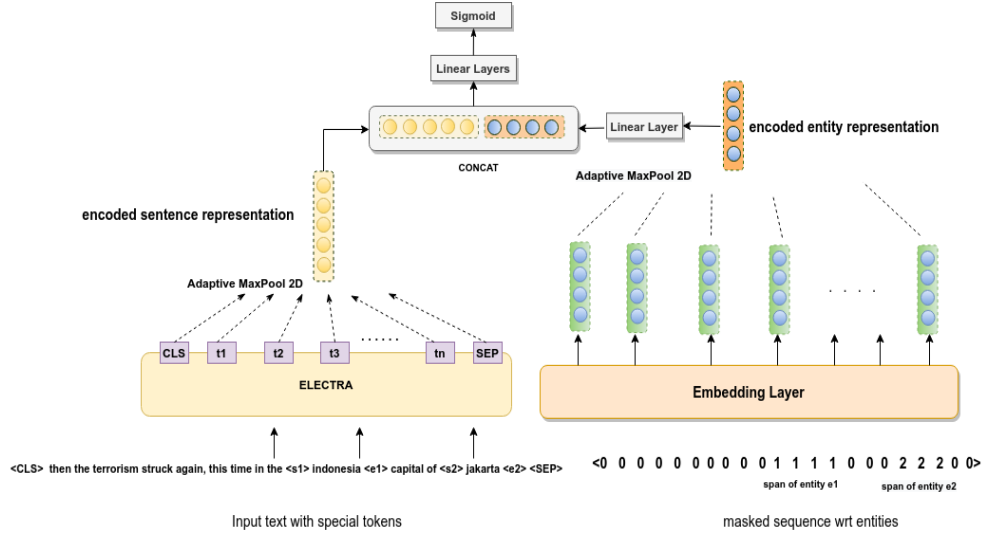 Sigmoid
Linear Layers
Linear Layer
encoded entity representation
CONCAT
Adaptive MaxPool 2D
encoded sentence representation
Adaptive MaxPool 2D
. . . .
CLS t1 t2 t3 ...... tn SEP
ELECTRA
Embedding Layer
<CLS> then the terrorism struck again, this time in the <s1> indonesia <e1> capital of <s2> jakarta <e2> <SEP>
<0 0 0 0 0 0 0 0 0 0 0 1 1 1 1 0 0 0 2 2 2 0 0>
span of entity e1 span of entity e2
Input text with special tokens
masked sequence wrt entities